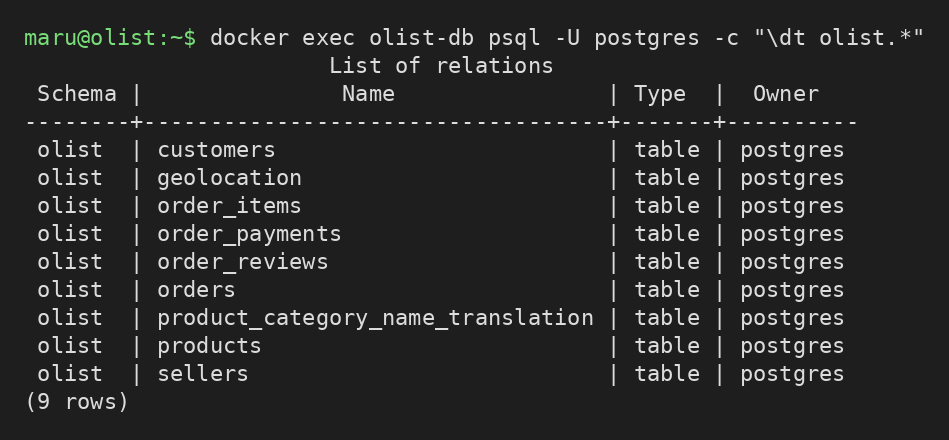 maru@olist:~$ docker exec olist-db psql -U postgres -c "\dt olist.*"
                       List of relations
 Schema |               Name                | Type  |  Owner
--------+-----------------------------------+-------+----------
 olist  | customers                         | table | postgres
 olist  | geolocation                       | table | postgres
 olist  | order_items                       | table | postgres
 olist  | order_payments                    | table | postgres
 olist  | order_reviews                     | table | postgres
 olist  | orders                            | table | postgres
 olist  | product_category_name_translation | table | postgres
 olist  | products                          | table | postgres
 olist  | sellers                           | table | postgres
(9 rows)